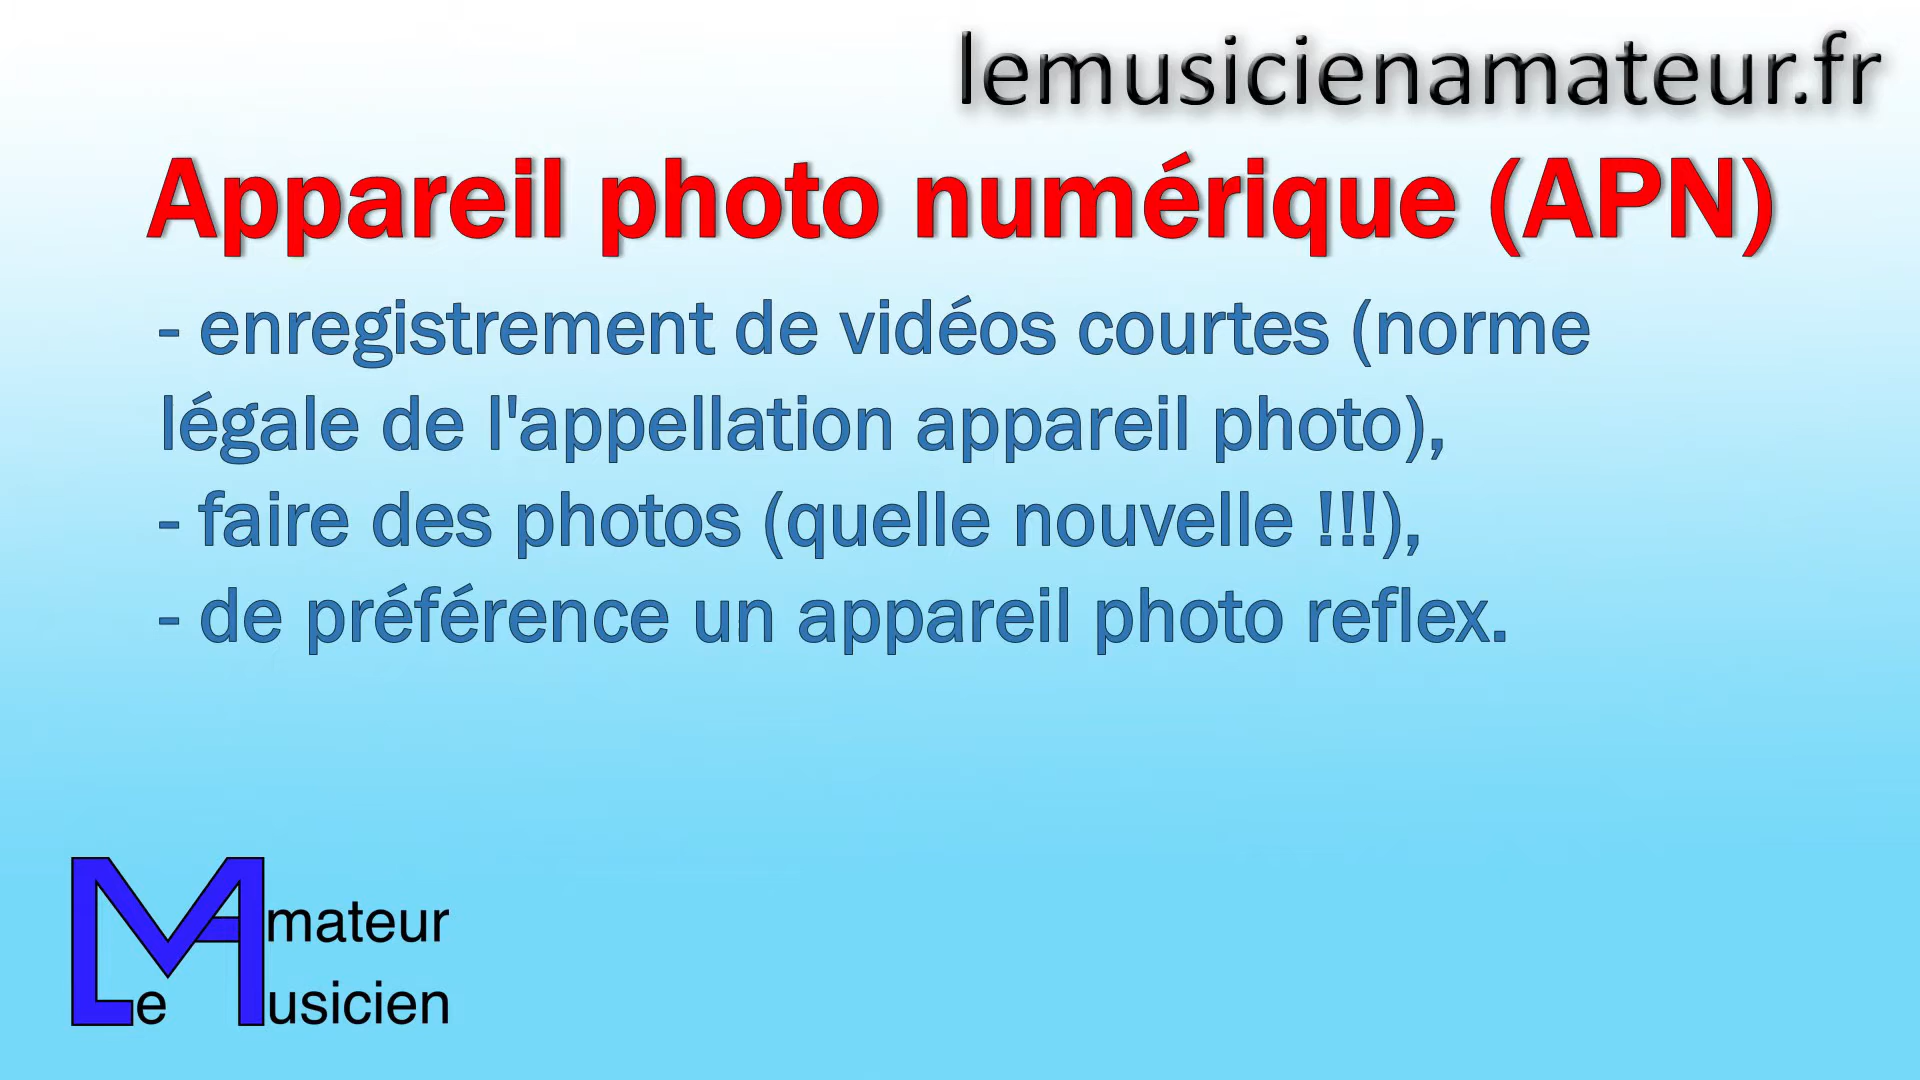 lemusicienamateur.fr
Appareil photo numérique (APN)
- enregistrement de vidéos courtes (norme
légale de l'appellation appareil photo),
- faire des photos (quelle nouvelle !!!),
- de préférence un appareil photo reflex.
Amateur
Le Musicien